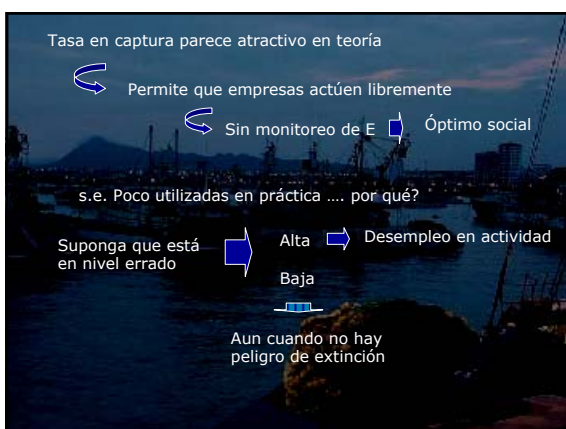 Tasa en captura parece atractivo en teoría
Permite que empresas actúen libremente
Sin monitoreo de E
Óptimo social
s.e. Poco utilizadas en práctica .... por qué?
Suponga que está
en nivel errado
Alta
Desempleo en actividad
Baja
Aun cuando no hay
peligro de extinción